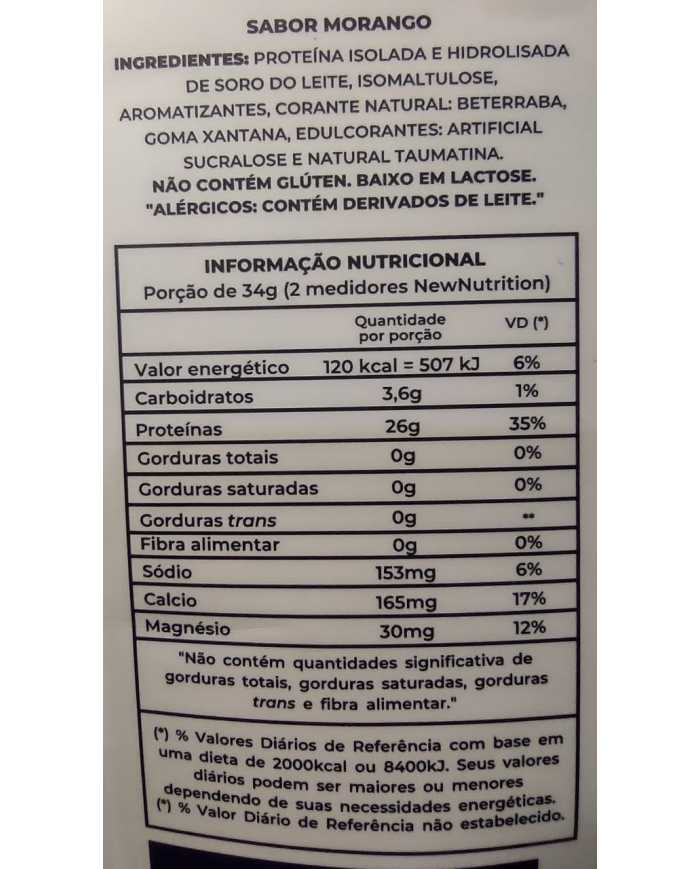 SABOR MORANGO
INGREDIENTES: PROTEÍNA ISOLADA E HIDROLISADA
DE SORO DO LEITE, ISOMALTULOSE,
AROMATIZANTES, CORANTE NATURAL: BETERRABA,
GOMA XANTANA, EDULCORANTES: ARTIFICIAL
SUCRALOSE E NATURAL TAUMATINA.
NÃO CONTÉM GLÚTEN. BAIXO EM LACTOSE.
"ALÉRGICOS: CONTÉM DERIVADOS DE LEITE."
INFORMAÇÃO NUTRICIONAL
Porção de 34g (2 medidores NewNutrition)
Quantidade
por porção VD (*)
Valor energético 120 kcal = 507 kJ 6%
Carboidratos 3,6g 1%
Proteínas 26g 35%
Gorduras totais 0g 0%
Gorduras saturadas 0g 0%
Gorduras trans 0g **
Fibra alimentar 0g 0%
Sódio 153mg 6%
Calcio 165mg 17%
Magnésio 30mg 12%
"Não contém quantidades significativa de
gorduras totais, gorduras saturadas, gorduras
trans e fibra alimentar."
(*) % Valores Diários de Referência com base em
uma dieta de 2000kcal ou 8400kJ. Seus valores
diários podem ser maiores ou menores
dependendo de suas necessidades energéticas.
(*) % Valor Diário de Referência não estabelecido.